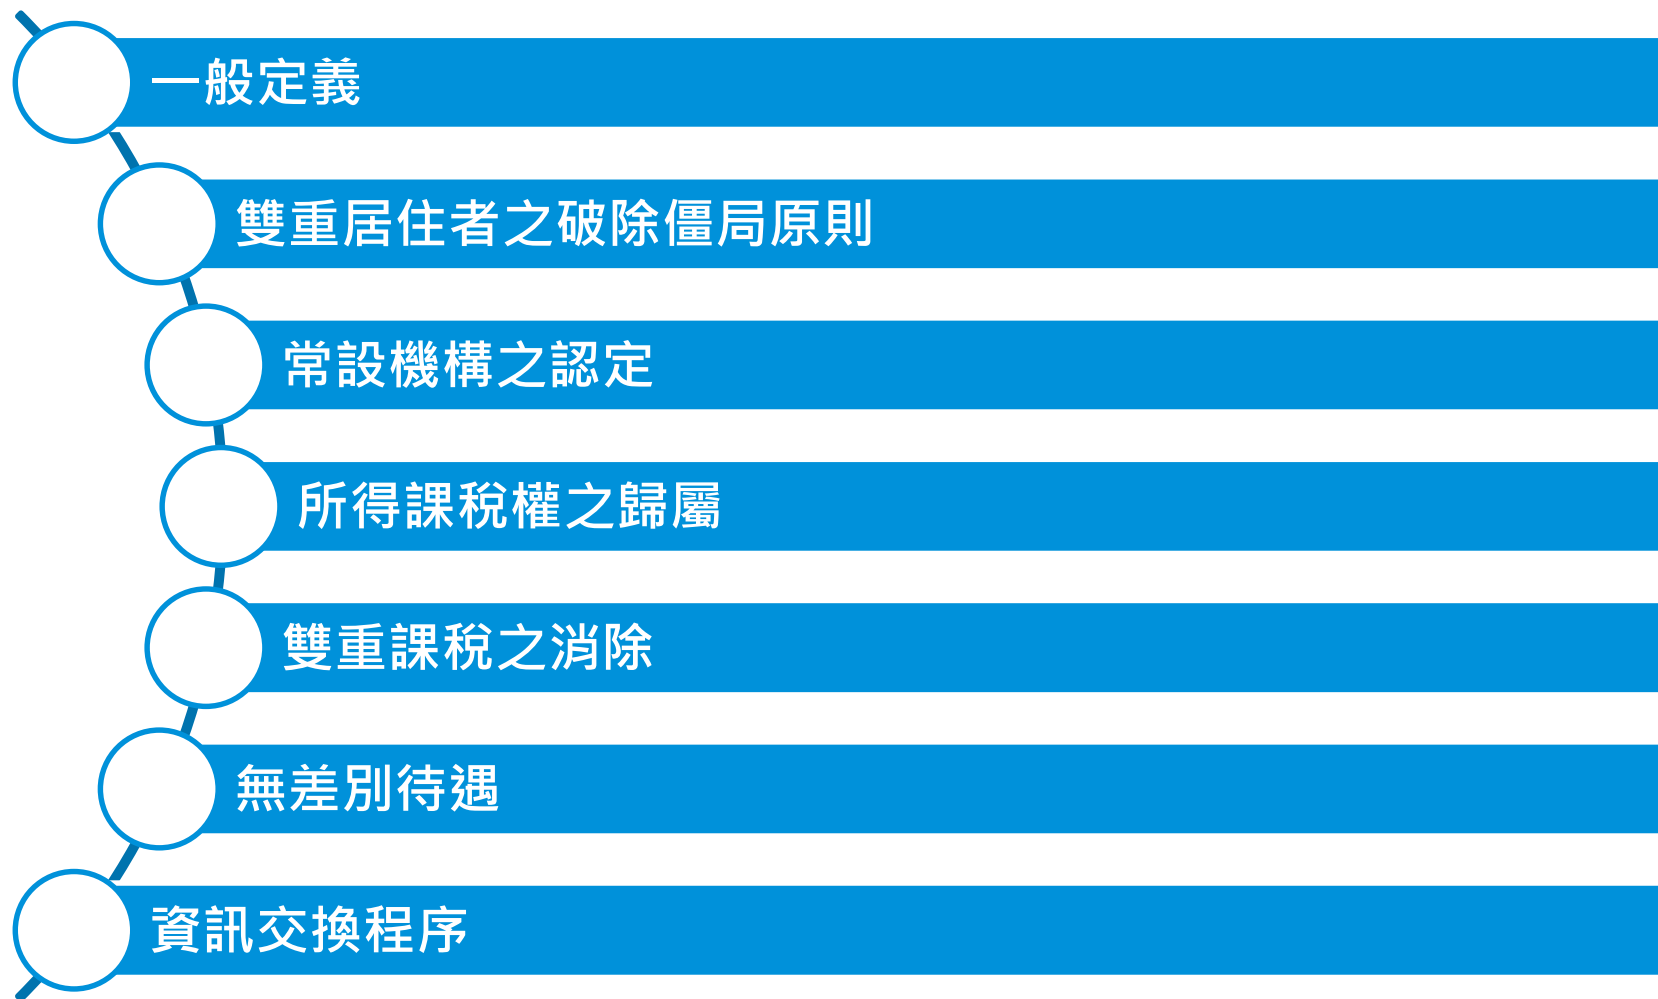 一般定義
雙重居住者之破除僵局原則
常設機構之認定
所得課稅權之歸屬
雙重課稅之消除
無差別待遇
資訊交換程序